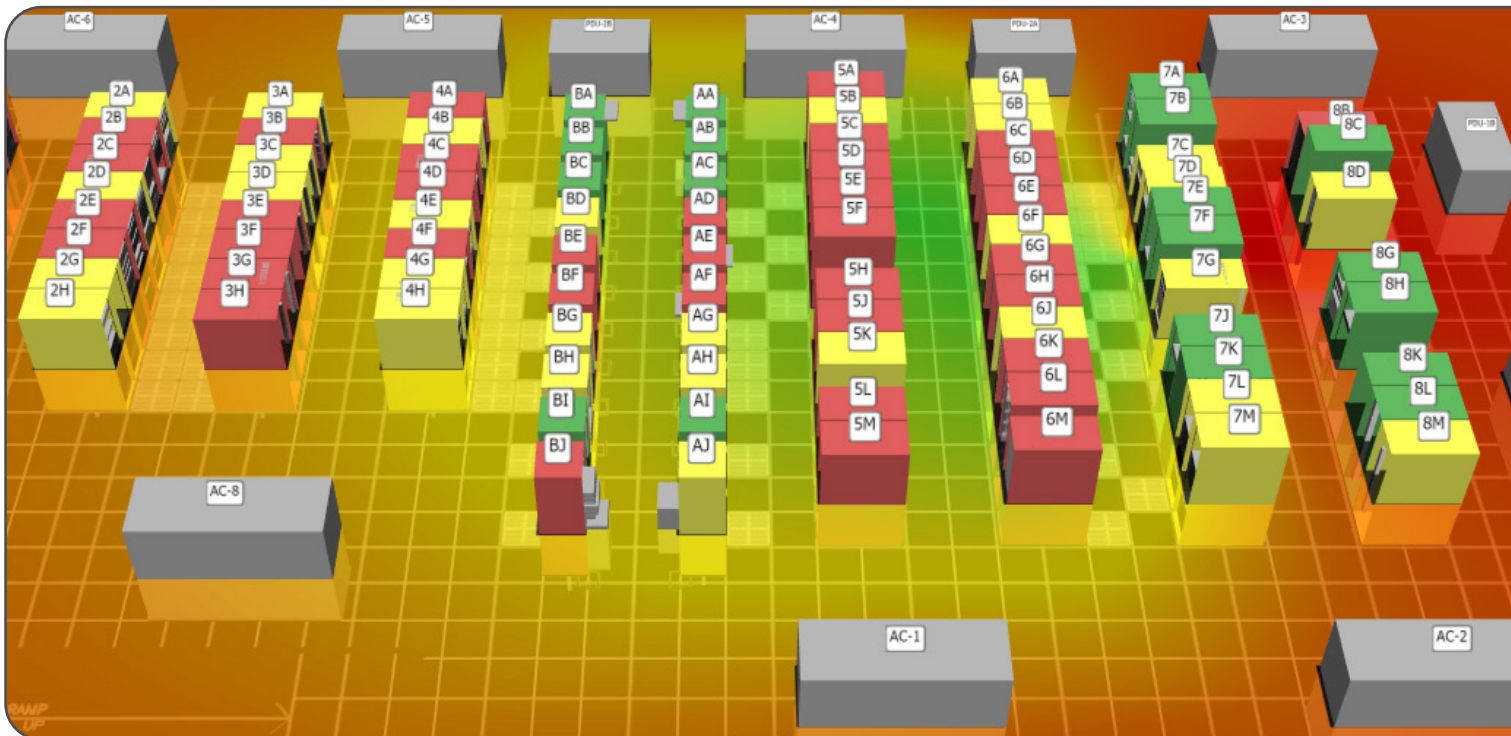 AC-6
AC-5
PDU-2B
AC-4
PDU-2A
AC-3
2A
2B
2C
2D
2E
2F
2G
2H
3A
3B
3C
3D
3E
3F
3G
3H
4A
4B
4C
4D
4E
4F
4G
4H
BA
BB
BC
BD
BE
BF
BG
BH
BI
BJ
AA
AB
AC
AD
AE
AF
AG
AH
AI
AJ
5A
5B
5C
5D
5E
5F
5H
5J
5K
5L
5M
6A
6B
6C
6D
6E
6F
6G
6H
6J
6K
6L
6M
7A
7B
7C
7D
7E
7F
7G
7J
7K
7L
7M
8B
8C
8D
8G
8H
8K
8L
8M
PDU-1B
AC-8
AC-1
AC-2
RAMP
UP